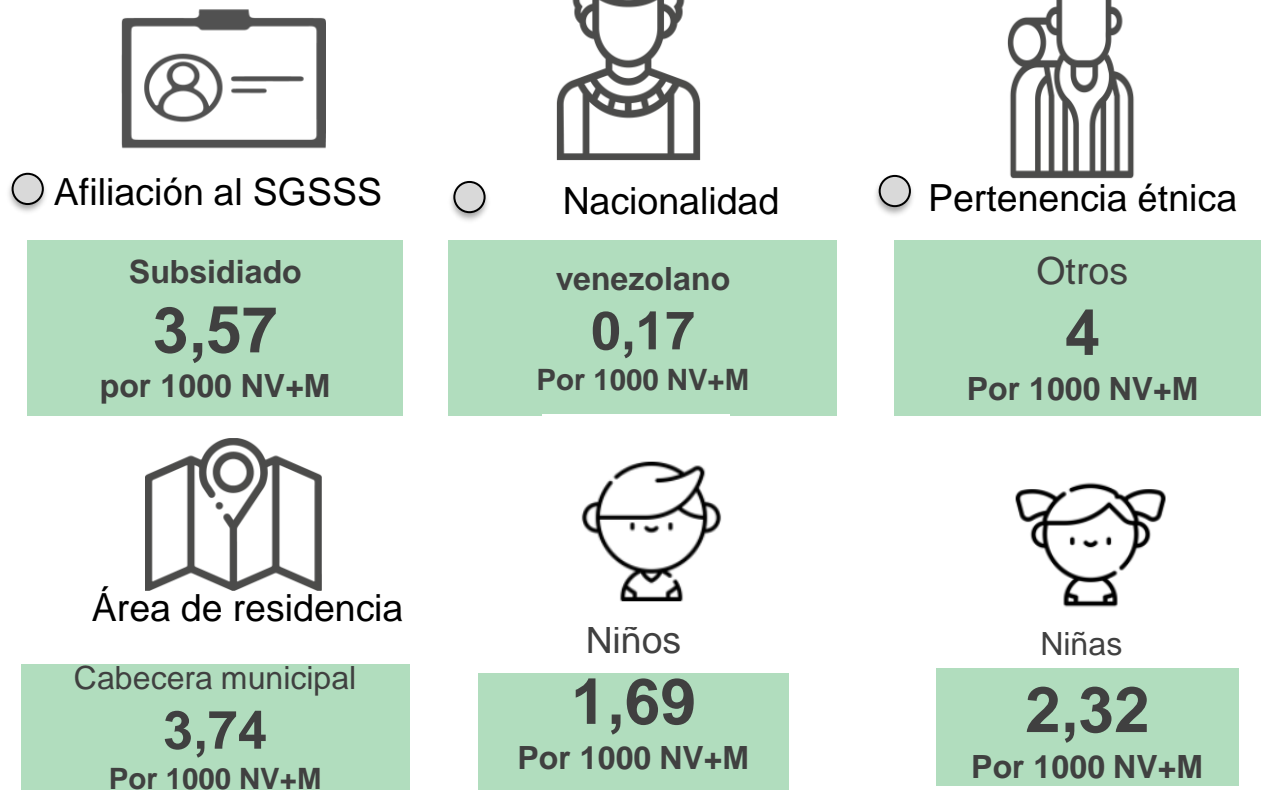 Afiliación al SGSSS
Subsidiado
3,57
por 1000 NV+M
Nacionalidad
venezolano
0,17
Por 1000 NV+M
Pertenencia étnica
Otros
4
Por 1000 NV+M
Área de residencia
Cabecera municipal
3,74
Por 1000 NV+M
Niños
1,69
Por 1000 NV+M
Niñas
2,32
Por 1000 NV+M